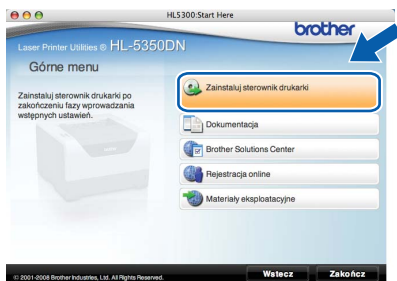 HL5300:Start Here
brother
Laser Printer Utilities ® HL-5350DN
Górne menu
Zainstaluj sterownik drukarki po
zakończeniu fazy wprowadzania
wstępnych ustawień.
Zainstaluj sterownik drukarki
Dokumentacja
Brother Solutions Center
Rejestracja online
Materiały eksploatacyjne
© 2001-2008 Brother Industries, Ltd. All Rights Reserved.
Wstecz
Zakończ